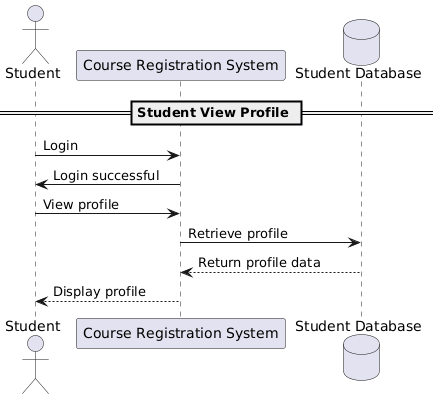 Student
Course Registration System
Student Database
Student View Profile
Login
Login successful
View profile
Retrieve profile
Return profile data
Display profile
Student
Course Registration System
Student Database